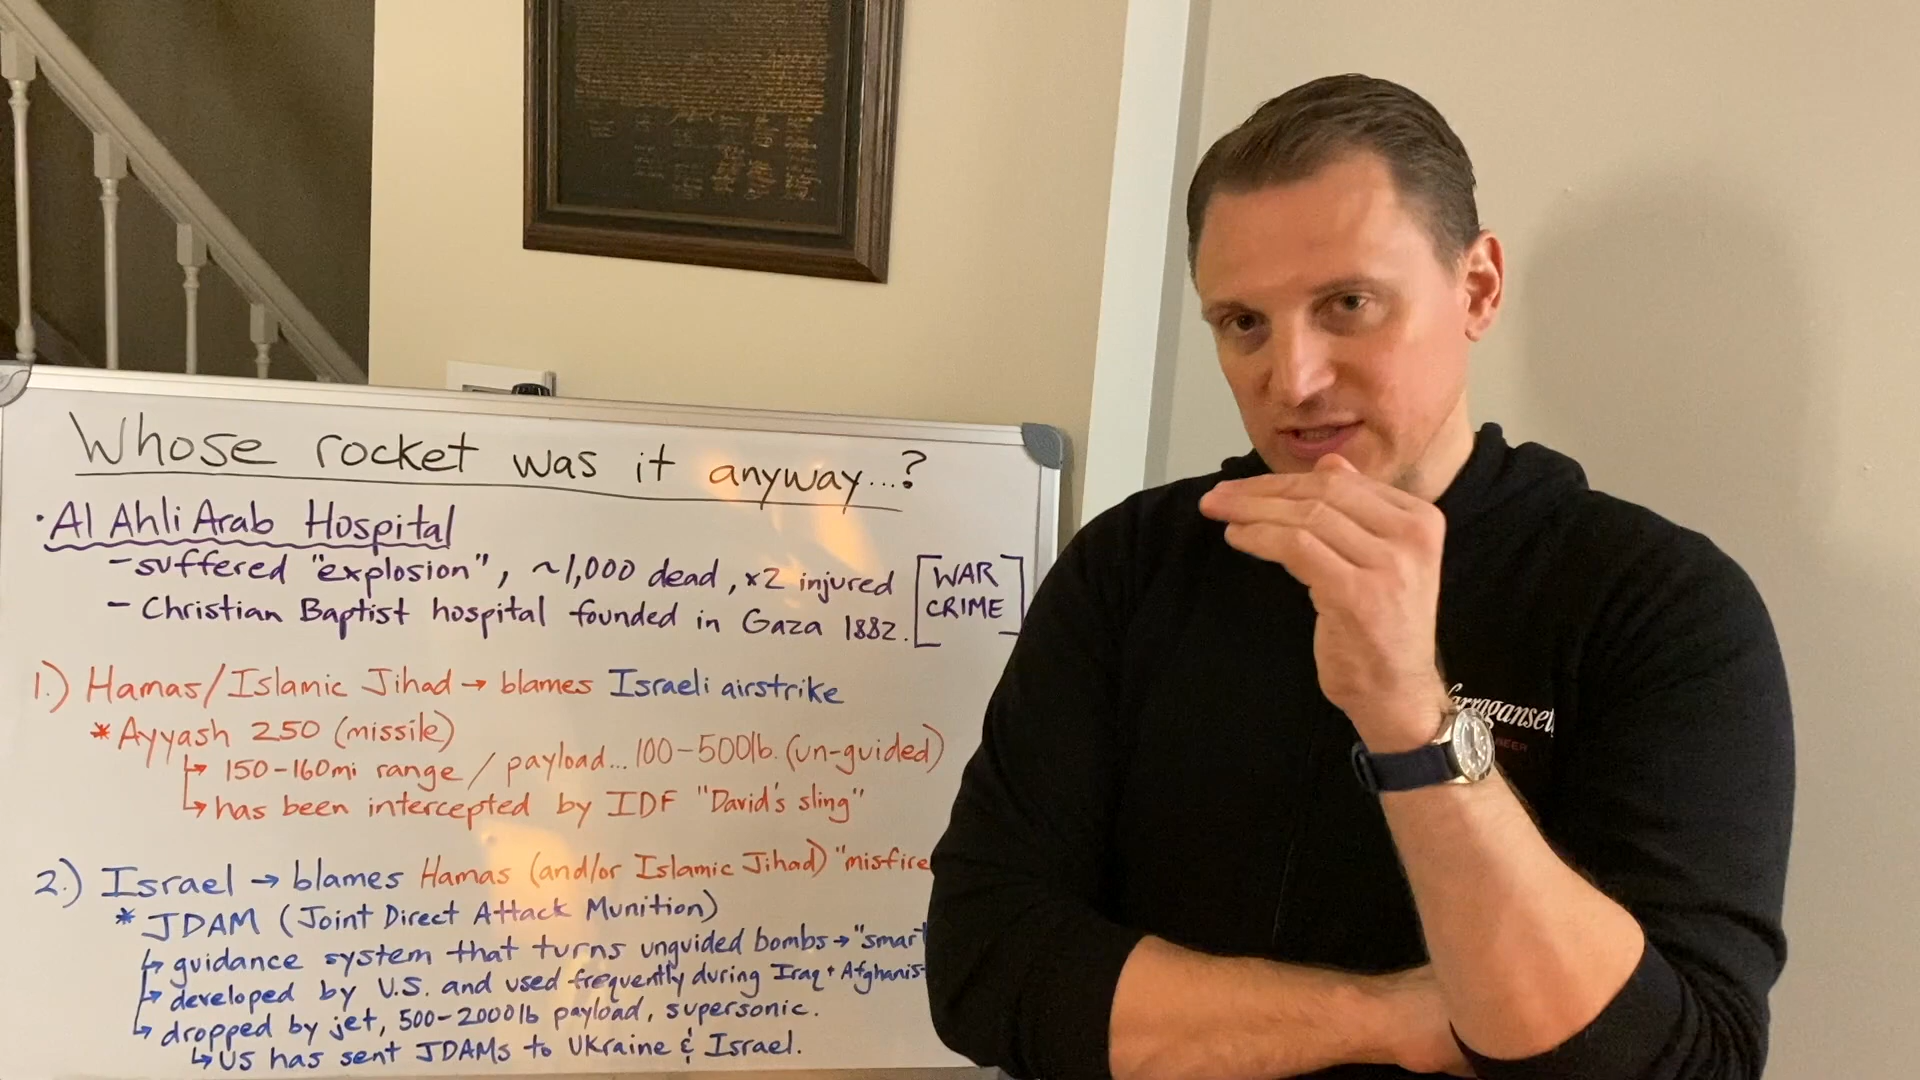 Whose rocket was it anyway...?
• Al Ahli Arab Hospital
- suffered "explosion", ~1,000 dead, x2 injured
- Christian Baptist hospital founded in Gaza 1882.
[WAR CRIME]
1.) Hamas/Islamic Jihad → blames Israeli airstrike
* Ayyash 250 (missile)
↳ 150-160mi range / payload... 100-500lb. (un-guided)
↳ has been intercepted by IDF "David's sling"
2.) Israel → blames Hamas (and/or Islamic Jihad) "misfire
* JDAM (Joint Direct Attack Munition)
↳ guidance system that turns unguided bombs → "smart
↳ developed by U.S. and used frequently during Iraq + Afghanis
↳ dropped by jet, 500-2000lb payload, supersonic.
↳ US has sent JDAMs to Ukraine & Israel.
arraganset
BEER